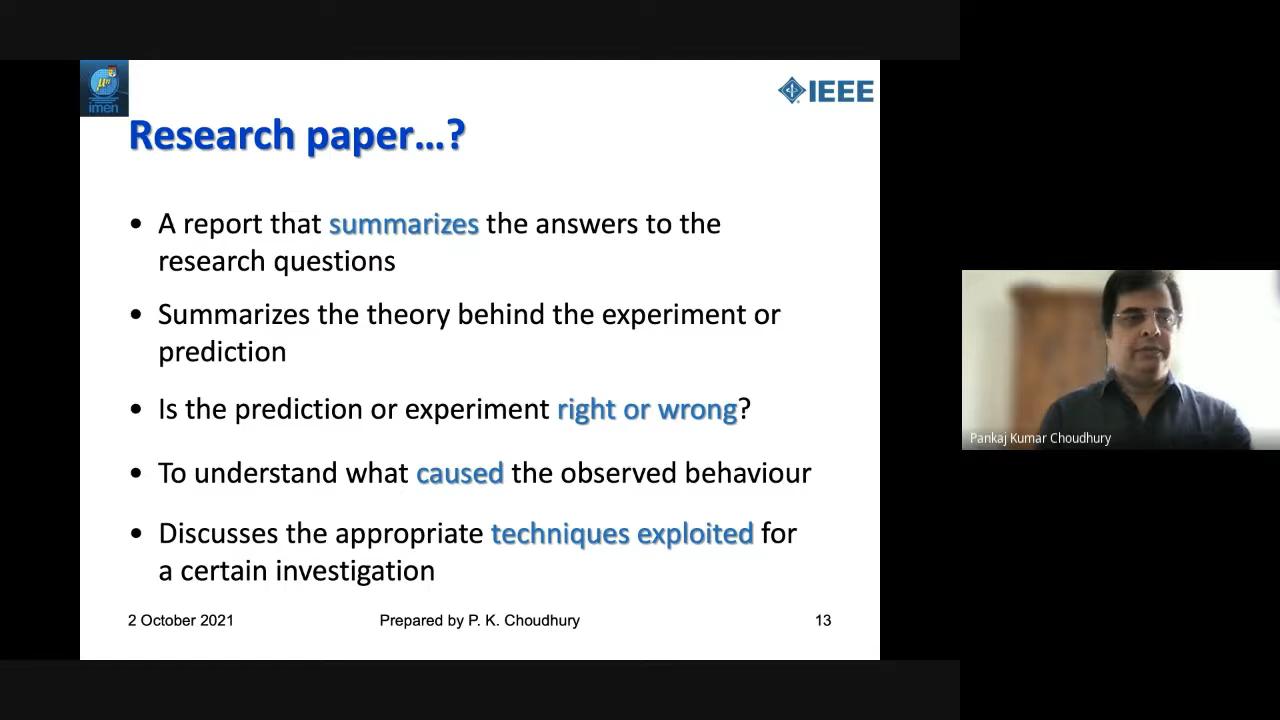 μn
imen
IEEE
Research paper...?
• A report that summarizes the answers to the
research questions
• Summarizes the theory behind the experiment or
prediction
• Is the prediction or experiment right or wrong?
• To understand what caused the observed behaviour
• Discusses the appropriate techniques exploited for
a certain investigation
2 October 2021 Prepared by P. K. Choudhury 13
Pankaj Kumar Choudhury